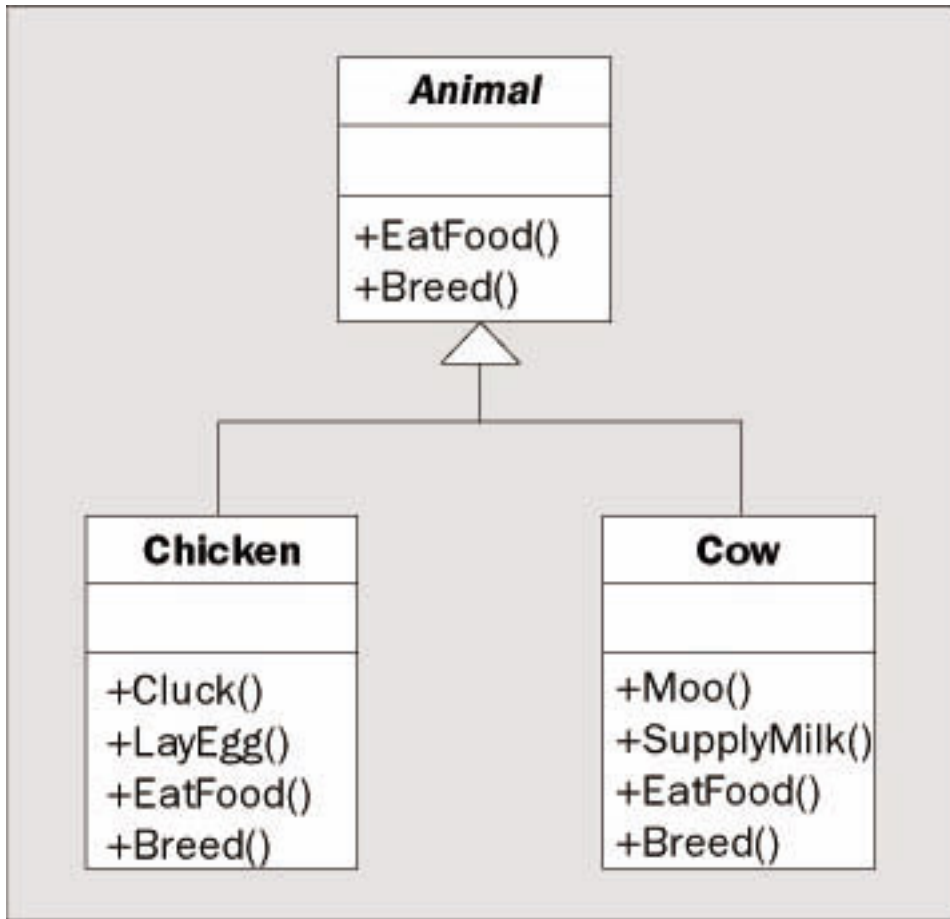 Animal
+EatFood()
+Breed()
Chicken
+Cluck()
+LayEgg()
+EatFood()
+Breed()
Cow
+Moo()
+SupplyMilk()
+EatFood()
+Breed()